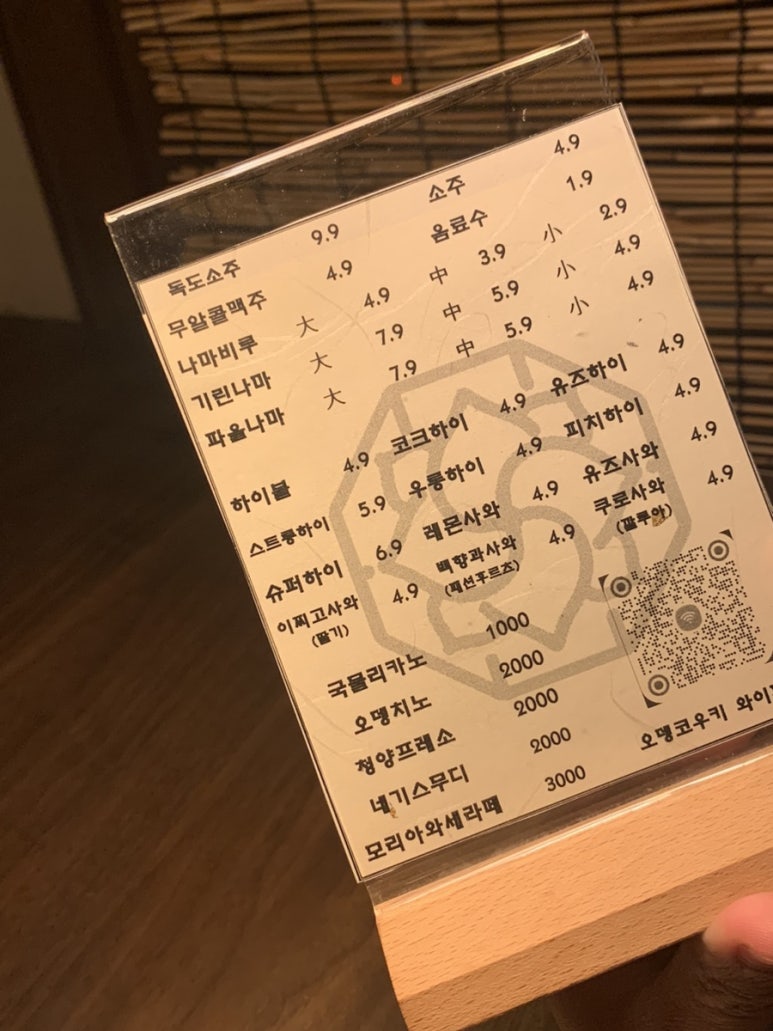 독도소주 9.9 소주 4.9
무알콜맥주 4.9 음료수 1.9
나마비루 大 4.9 中 3.9 小 2.9
기린나마 大 7.9 中 5.9 小 4.9
파울나마 大 7.9 中 5.9 小 4.9
하이볼 4.9 코크하이 4.9 유즈하이 4.9
스트롱하이 5.9 우롱하이 4.9 피치하이 4.9
슈퍼하이 6.9 레몬사와 4.9 유즈사와 4.9
이찌고사와 4.9 백향과사와 4.9 쿠로사와 4.9
(딸기) (패션후르츠) (깔루아)
국물리카노 1000
오뎅치노 2000
청양프레소 2000
네기스무디 2000
모리아와세라떼 3000
오뎅코우키 와이